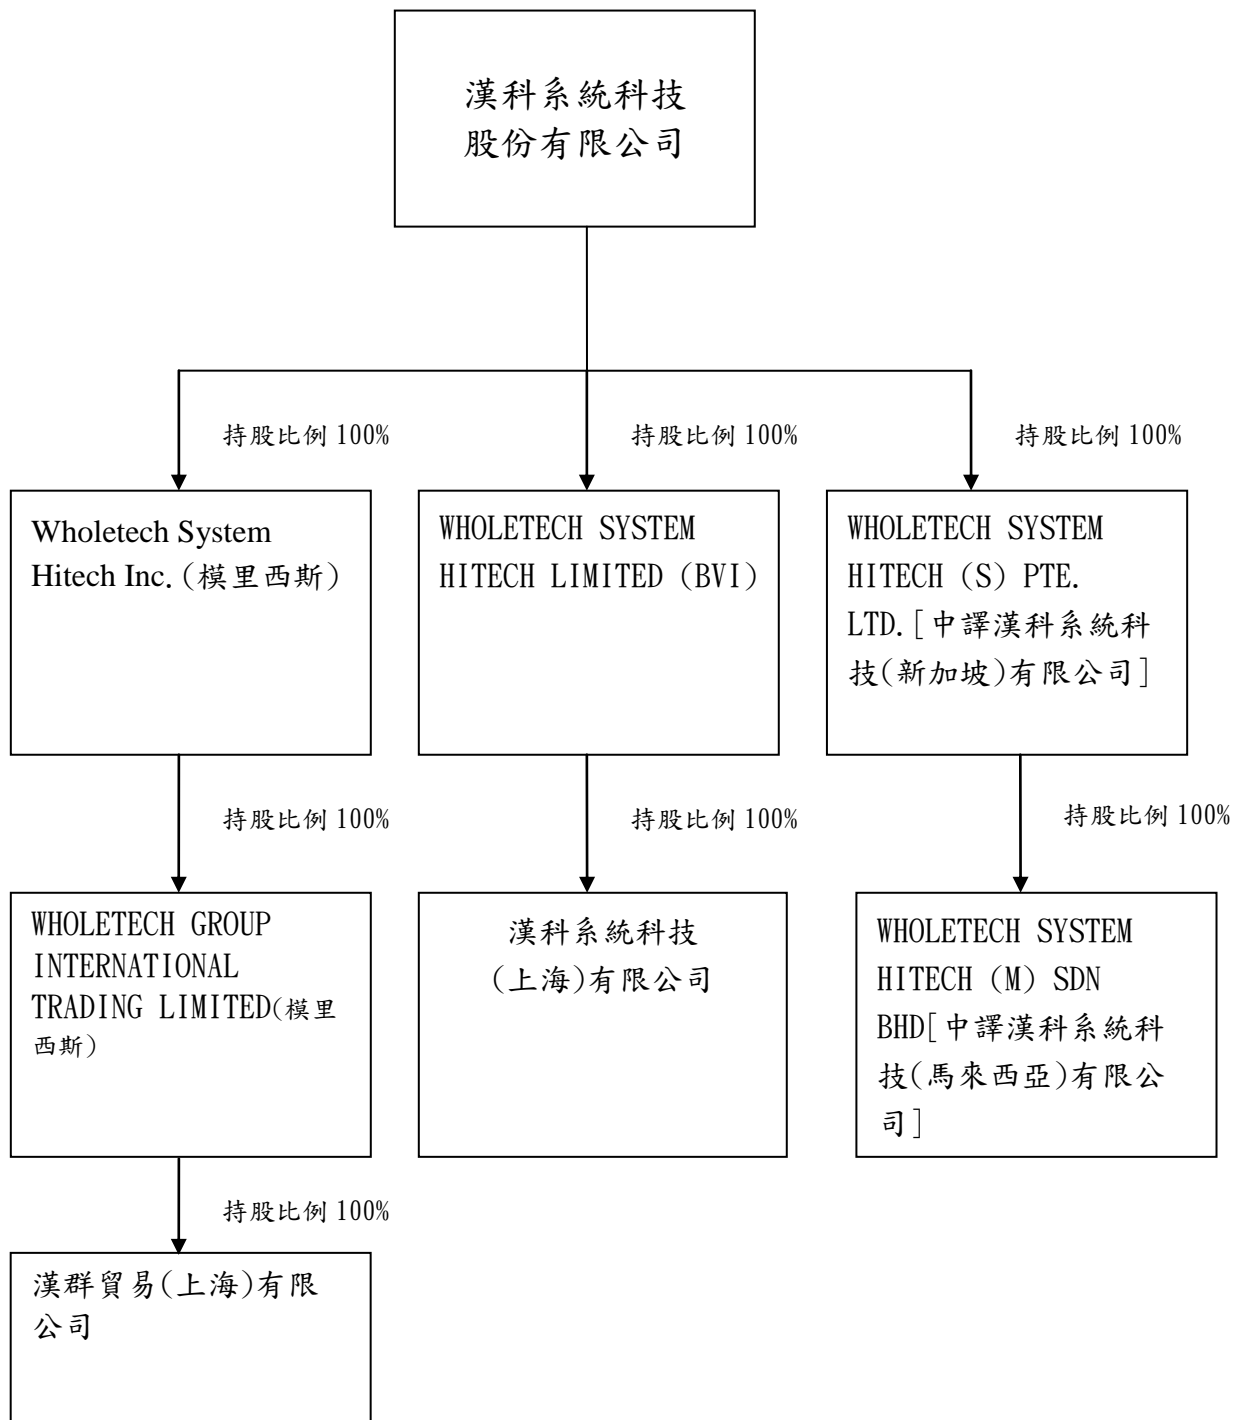 漢科系統科技
股份有限公司
持股比例 100%
持股比例 100%
持股比例 100%
Wholetech System
Hitech Inc.(模里西斯)
WHOLETECH SYSTEM
HITECH LIMITED (BVI)
WHOLETECH SYSTEM
HITECH (S) PTE.
LTD.[中譯漢科系統科
技(新加坡)有限公司]
持股比例 100%
持股比例 100%
持股比例 100%
WHOLETECH GROUP
INTERNATIONAL
TRADING LIMITED(模里
西斯)
漢科系統科技
(上海)有限公司
WHOLETECH SYSTEM
HITECH (M) SDN
BHD[中譯漢科系統科
技(馬來西亞)有限公
司]
持股比例 100%
漢群貿易(上海)有限
公司